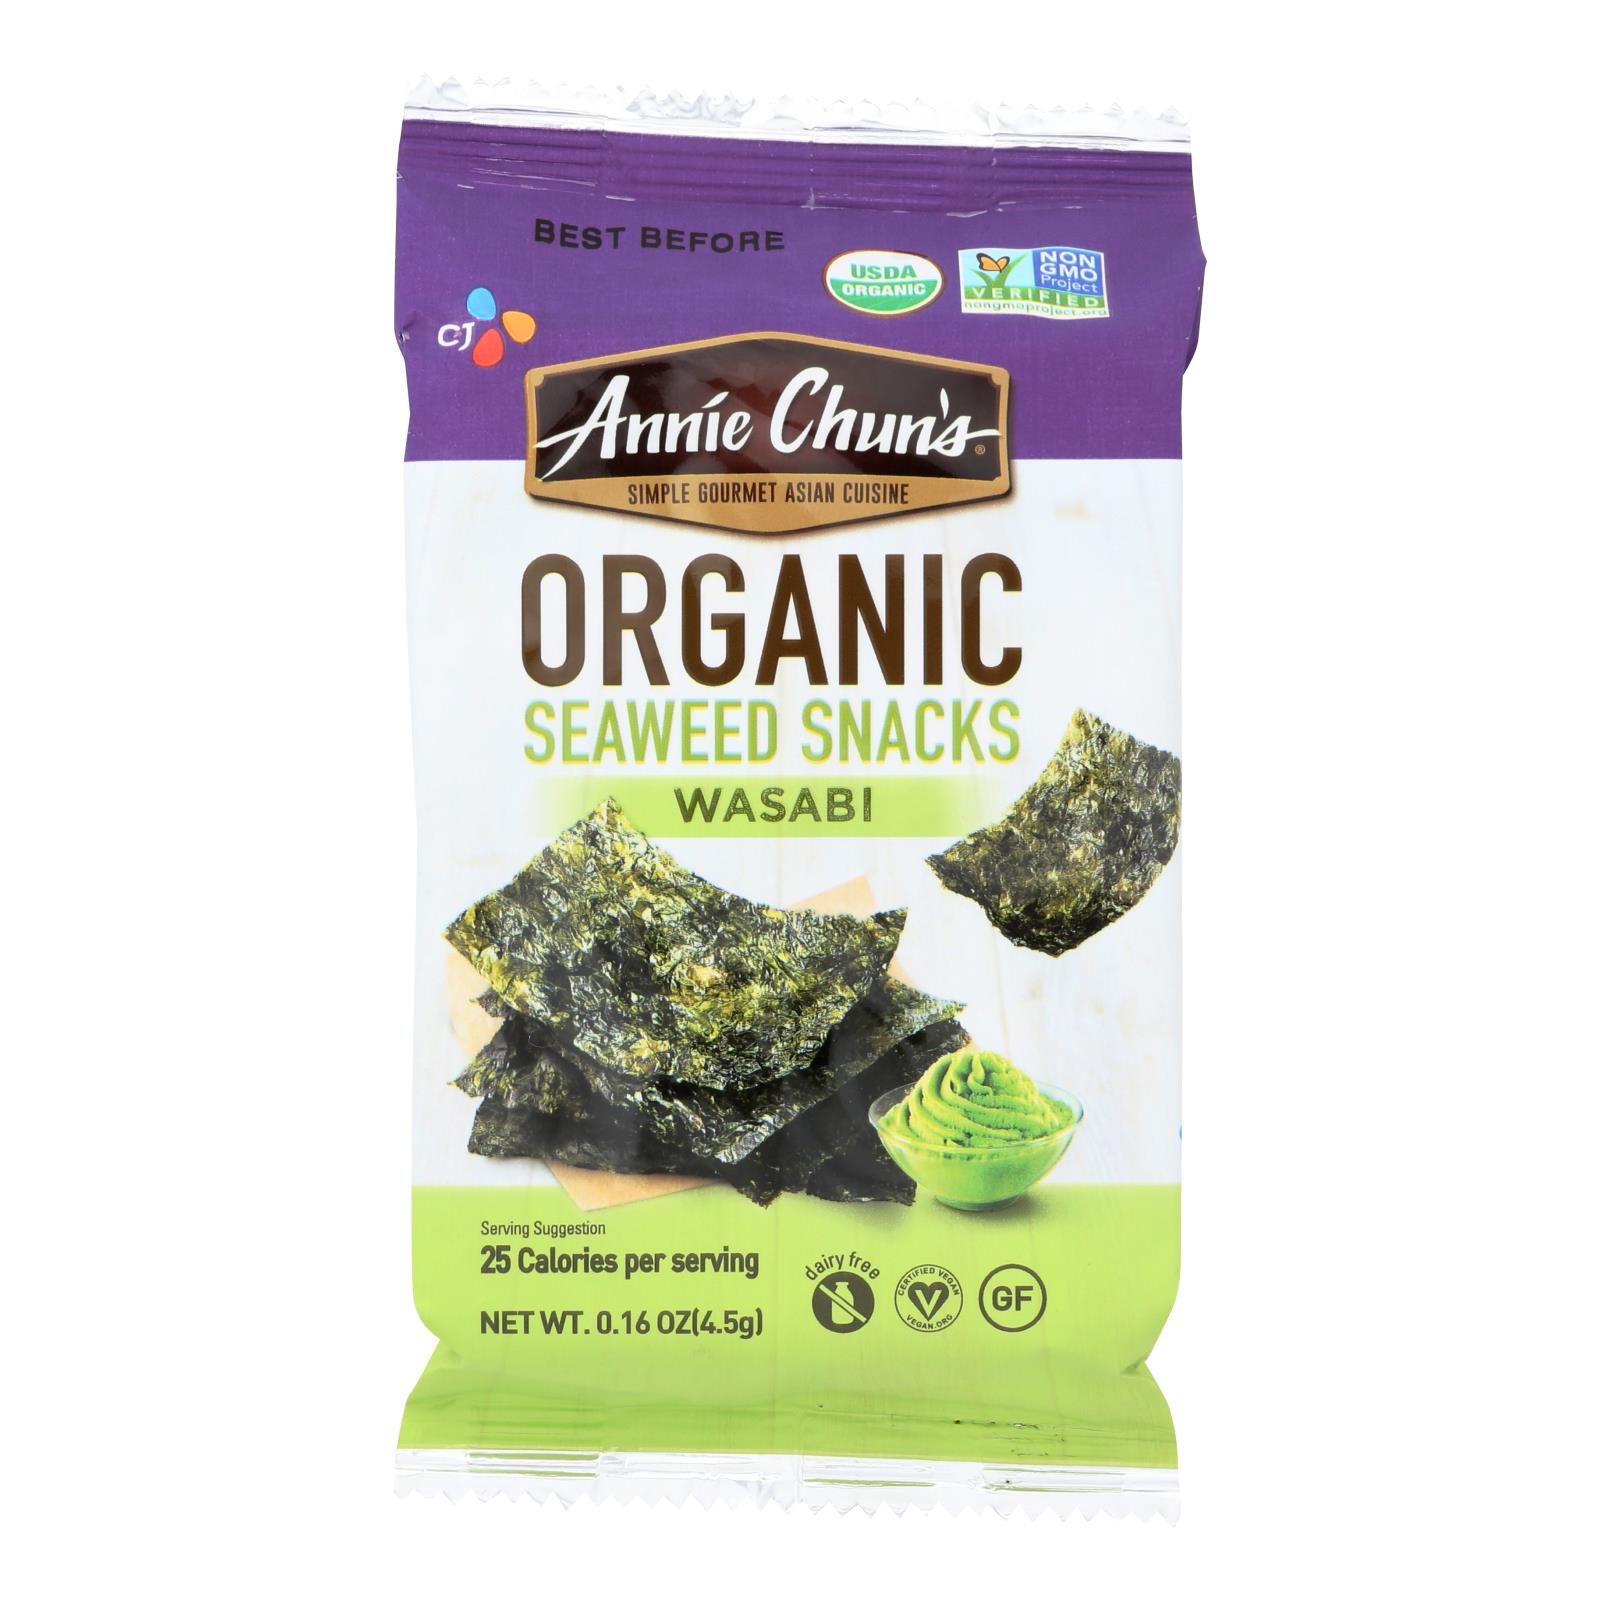 BEST BEFORE
USDA
ORGANIC
NON
GMO
Project
VERIFIED
nongmoproject.org
CJ
Annie Chun's®
SIMPLE GOURMET ASIAN CUISINE
ORGANIC
SEAWEED SNACKS
WASABI
Serving Suggestion
25 Calories per serving
NET WT. 0.16 OZ(4.5g)
dairy free
CERTIFIED VEGAN
V
VEGAN.ORG
GF